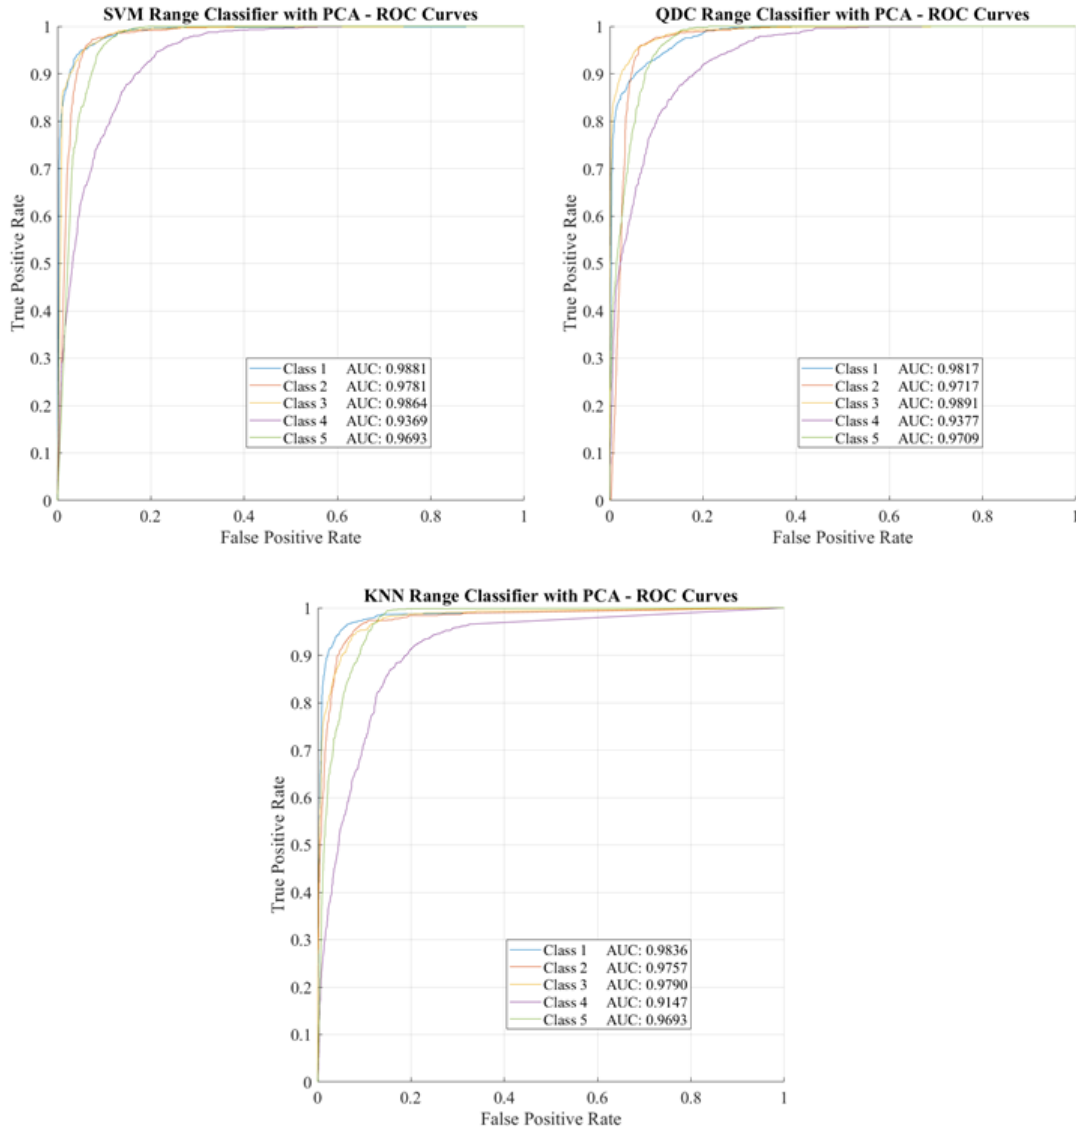 SVM Range Classifier with PCA - ROC Curves
1
0.9
0.8
0.7
0.6
0.5
0.4
0.3
0.2
0.1
0
True Positive Rate
Class 1 AUC: 0.9881
Class 2 AUC: 0.9781
Class 3 AUC: 0.9864
Class 4 AUC: 0.9369
Class 5 AUC: 0.9693
0 0.2 0.4 0.6 0.8 1
False Positive Rate
QDC Range Classifier with PCA - ROC Curves
1
0.9
0.8
0.7
0.6
0.5
0.4
0.3
0.2
0.1
0
True Positive Rate
Class 1 AUC: 0.9817
Class 2 AUC: 0.9717
Class 3 AUC: 0.9891
Class 4 AUC: 0.9377
Class 5 AUC: 0.9709
0 0.2 0.4 0.6 0.8 1
False Positive Rate
KNN Range Classifier with PCA - ROC Curves
1
0.9
0.8
0.7
0.6
0.5
0.4
0.3
0.2
0.1
0
True Positive Rate
Class 1 AUC: 0.9836
Class 2 AUC: 0.9757
Class 3 AUC: 0.9790
Class 4 AUC: 0.9147
Class 5 AUC: 0.9693
0 0.2 0.4 0.6 0.8 1
False Positive Rate